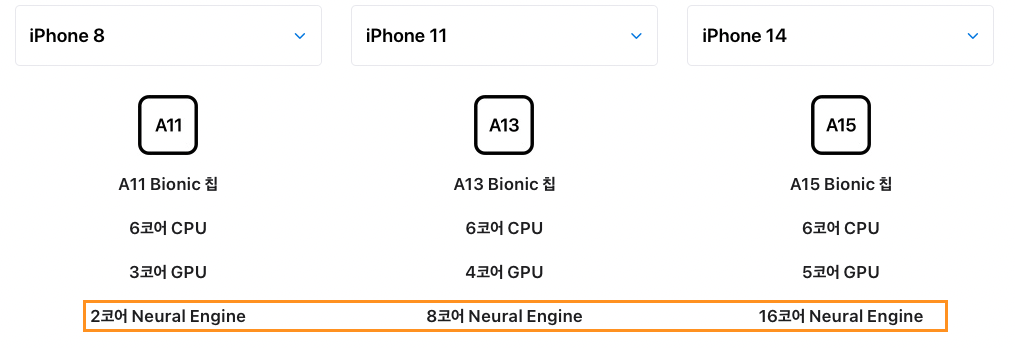 iPhone 8 iPhone 11 iPhone 14
A11 A13 A15
A11 Bionic 칩 A13 Bionic 칩 A15 Bionic 칩
6코어 CPU 6코어 CPU 6코어 CPU
3코어 GPU 4코어 GPU 5코어 GPU
2코어 Neural Engine 8코어 Neural Engine 16코어 Neural Engine